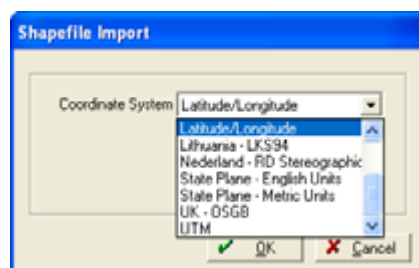 Shapefile Import
Coordinate System Latitude/Longitude
Latitude/Longitude
Lithuania - LKS94
Nederland - RD Stereographic
State Plane - English Units
State Plane - Metric Units
UK - OSGB
UTM
OK Cancel